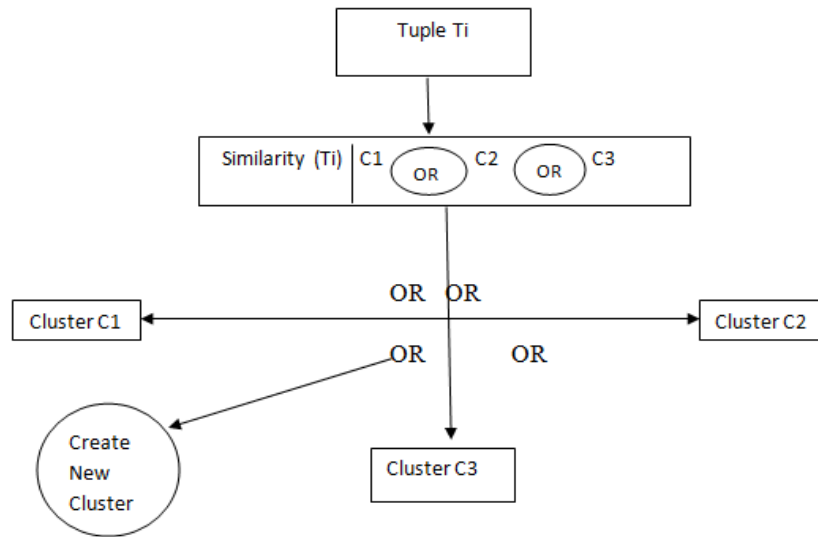 Tuple Ti
Similarity (Ti) C1 OR C2 OR C3
OR OR
Cluster C1
Cluster C2
OR OR
Create
New
Cluster
Cluster C3